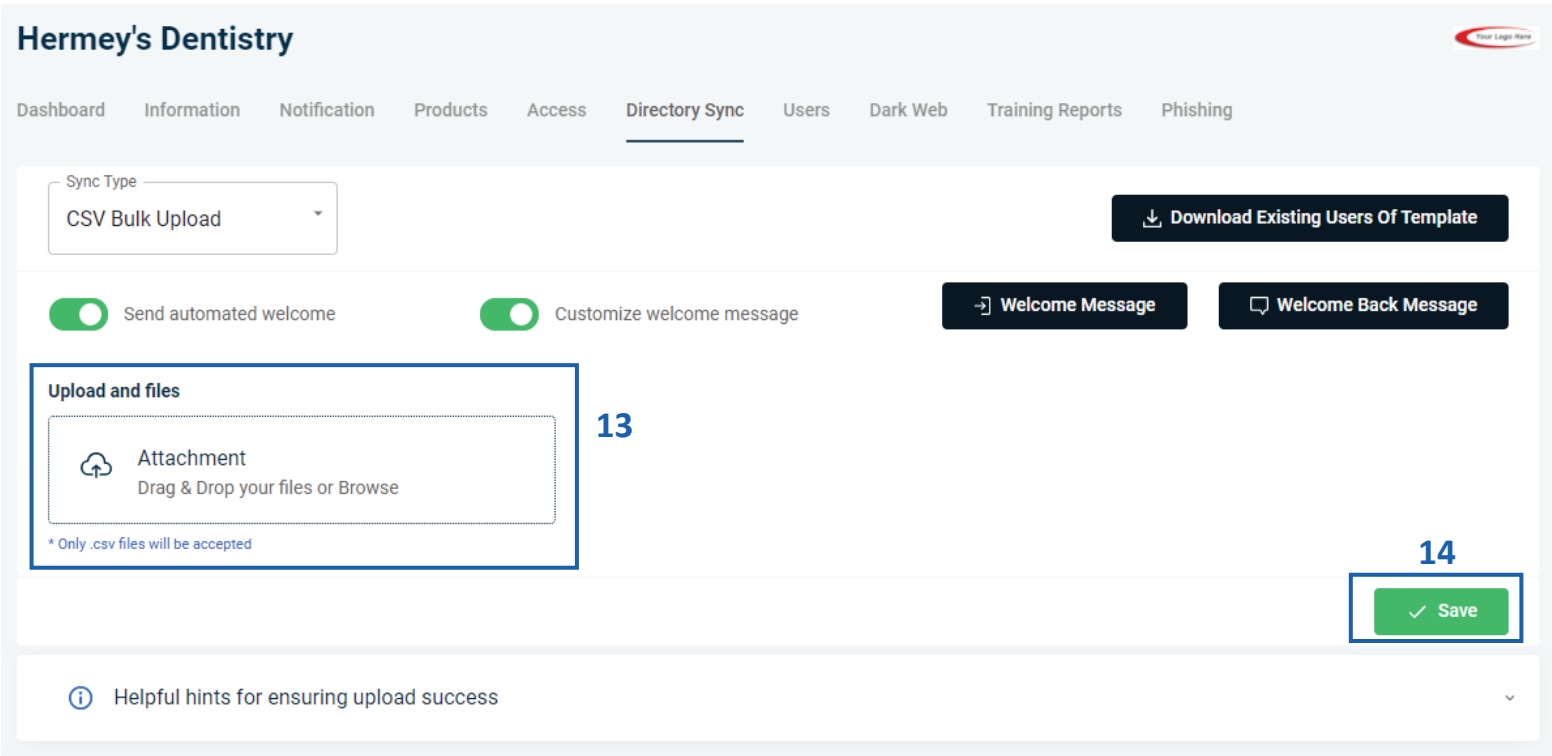 Hermey's Dentistry
Your Logo Here
Dashboard Information Notification Products Access Directory Sync Users Dark Web Training Reports Phishing
Sync Type
CSV Bulk Upload
Download Existing Users Of Template
Send automated welcome
Customize welcome message
Welcome Message
Welcome Back Message
Upload and files
13
Attachment
Drag & Drop your files or Browse
* Only .csv files will be accepted
14
Save
Helpful hints for ensuring upload success